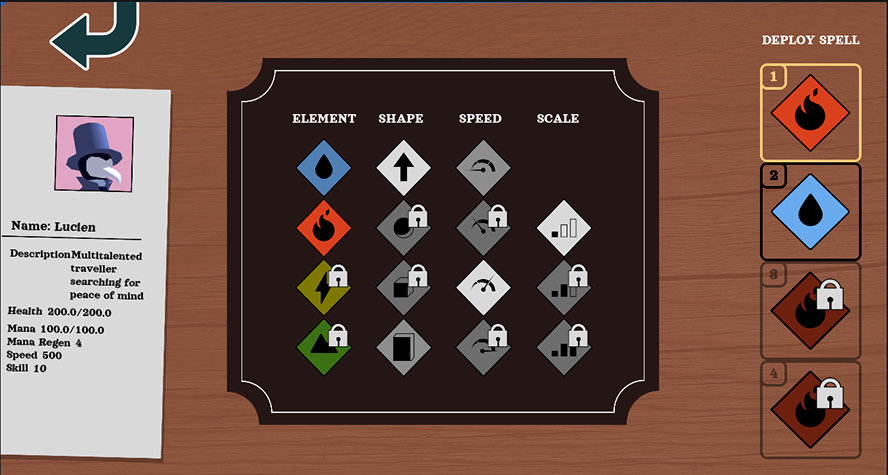 DEPLOY SPELL
1
2
3
4
ELEMENT SHAPE SPEED SCALE
Name: Lucien
Description Multitalented
traveller
searching for
peace of mind
Health 200.0/200.0
Mana 100.0/100.0
Mana Regen 4
Speed 500
Skill 10